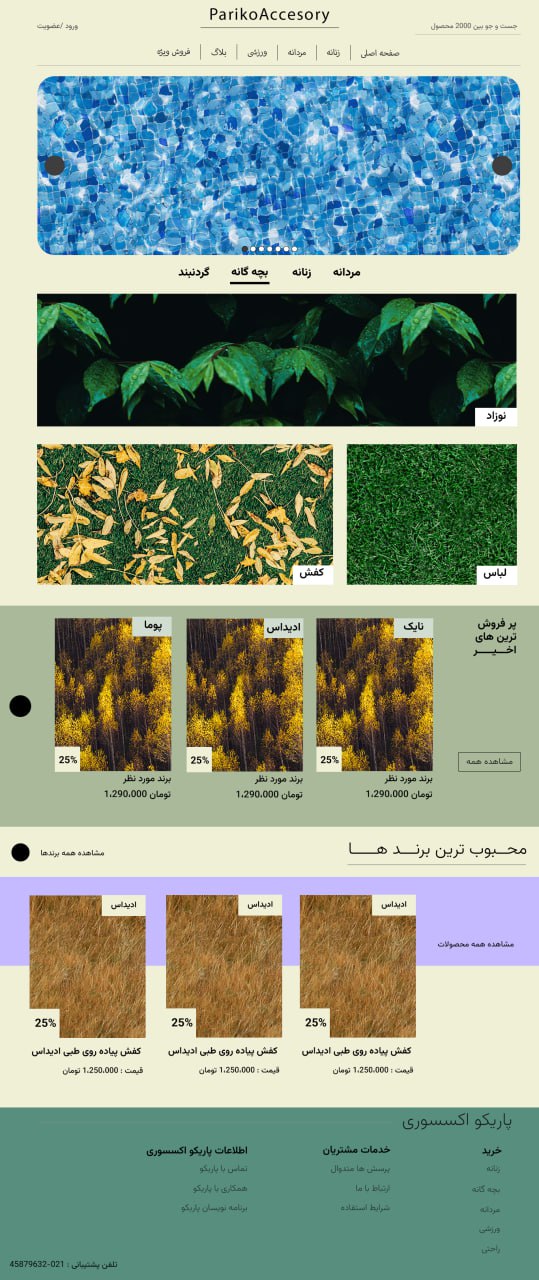 ParikoAccesory
جست و جو بین 2000 محصول
ورود /عضویت
صفحه اصلی
زنانه
مردانه
ورزشی
بلاگ
فروش ویژه
مردانه
زنانه
بچه گانه
گردنبند
نوزاد
لباس
کفش
پر فروش
ترین های
اخــیــــر
مشاهده همه
نایک
ادیداس
پوما
25%
25%
25%
برند مورد نظر
برند مورد نظر
برند مورد نظر
1،290،000 تومان
1،290،000 تومان
1،290،000 تومان
محــبوب ترین برنــد هــــا
مشاهده همه برندها
مشاهده همه محصولات
ادیداس
ادیداس
ادیداس
25%
25%
25%
کفش پیاده روی طبی ادیداس
کفش پیاده روی طبی ادیداس
کفش پیاده روی طبی ادیداس
قیمت : 1،250،000 تومان
قیمت : 1،250،000 تومان
قیمت : 1،250،000 تومان
پاریکو اکسسوری
خرید
زنانه
بچه گانه
مردانه
ورزشی
راحتی
خدمات مشتریان
پرسش ها متدوال
ارتباط با ما
شرایط استفاده
اطلاعات پاریکو اکسسوری
تماس با پاریکو
همکاری با پاریکو
برنامه نویسان پاریکو
تلفن پشتیبانی : 021-45879632